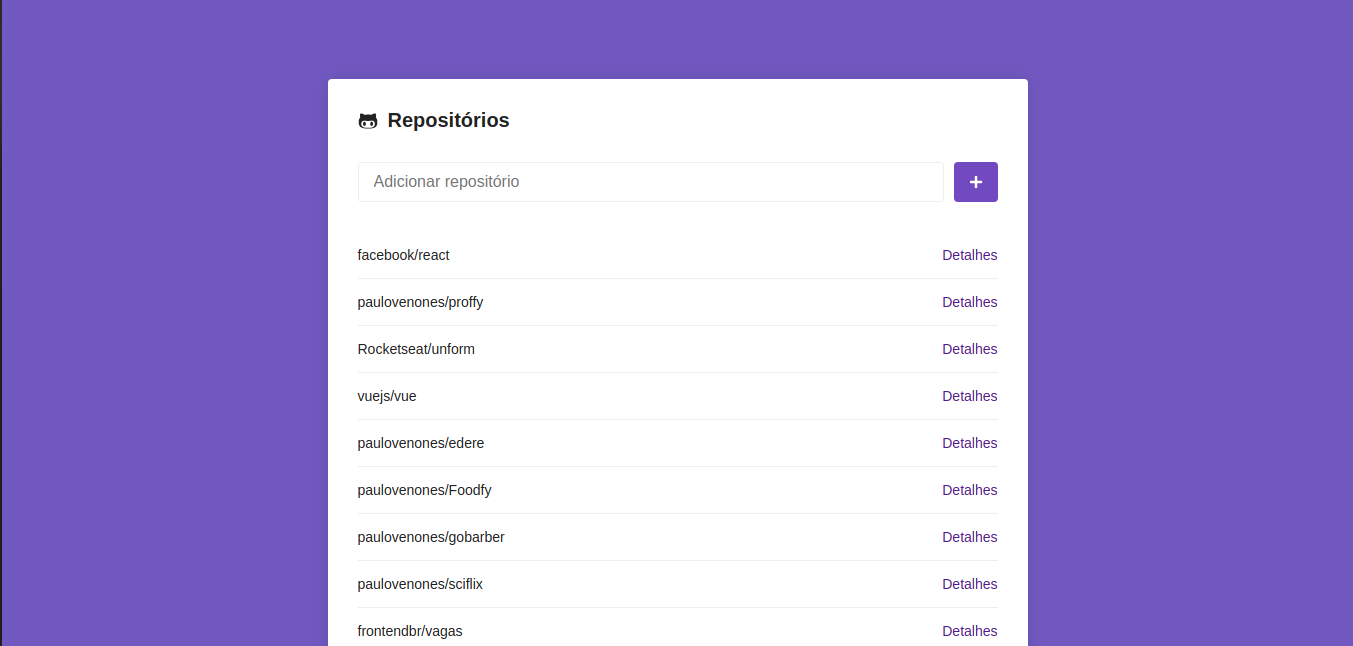 Repositórios
Adicionar repositório
facebook/react Detalhes
paulovenones/proffy Detalhes
Rocketseat/unform Detalhes
vuejs/vue Detalhes
paulovenones/edere Detalhes
paulovenones/Foodfy Detalhes
paulovenones/gobarber Detalhes
paulovenones/sciflix Detalhes
frontendbr/vagas Detalhes